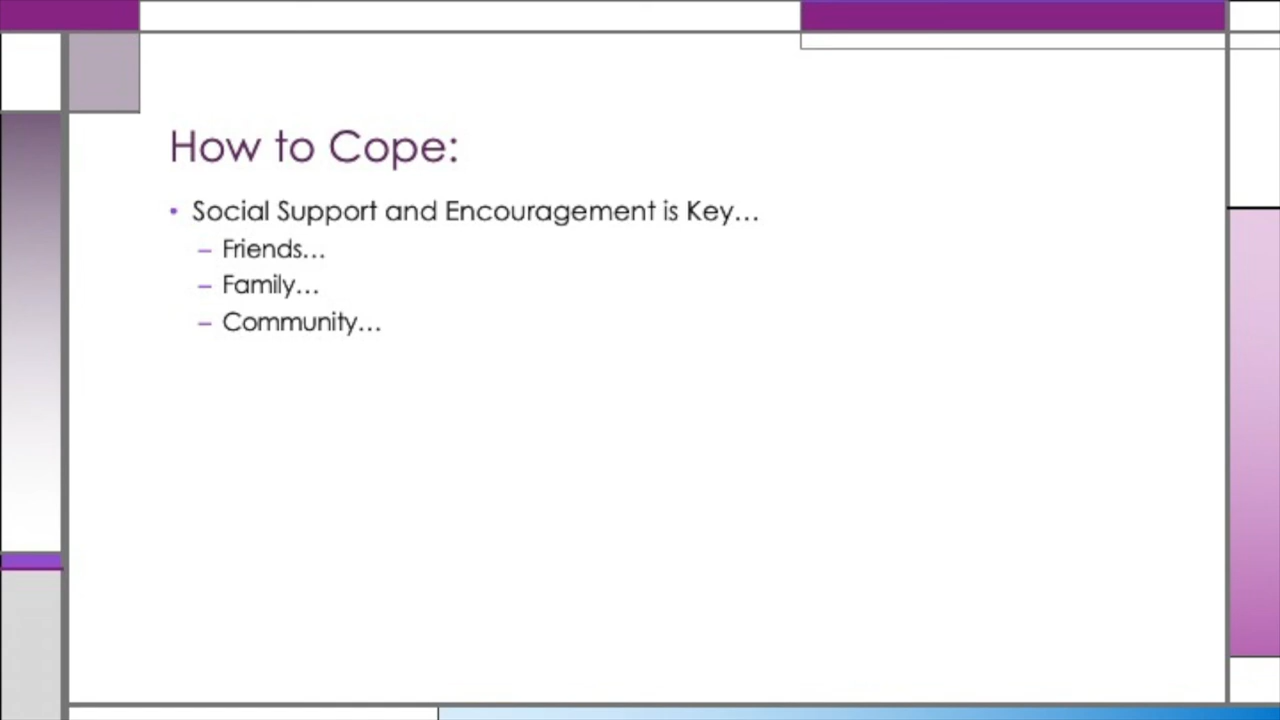 How to Cope:
• Social Support and Encouragement is Key…
– Friends…
– Family…
– Community…